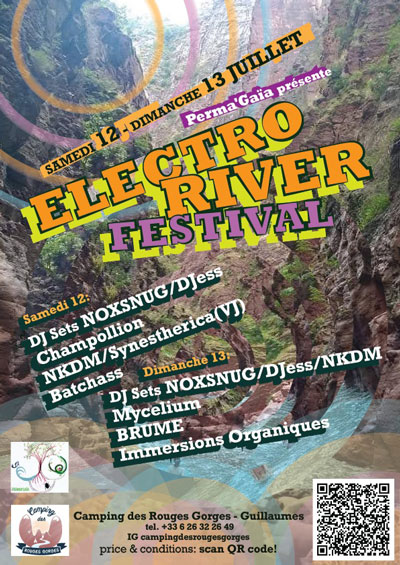 SAMEDI 12 - DIMANCHE 13 JUILLET
Perma'Gaïa présente
ELECTRO
RIVER
FESTIVAL
Samedi 12:
DJ Sets NOXSNUG/DJess
Champollion
NKDM/Synestherica(VJ)
Batchass
Dimanche 13:
DJ Sets NOXSNUG/DJess/NKDM
Mycelium
BRUME
Immersions Organiques
Camping
des
ROUGES GORGES
Camping des Rouges Gorges - Guillaumes
tel. +33 6 26 32 26 49
IG campingdesrougesgorges
price & conditions: scan QR code!